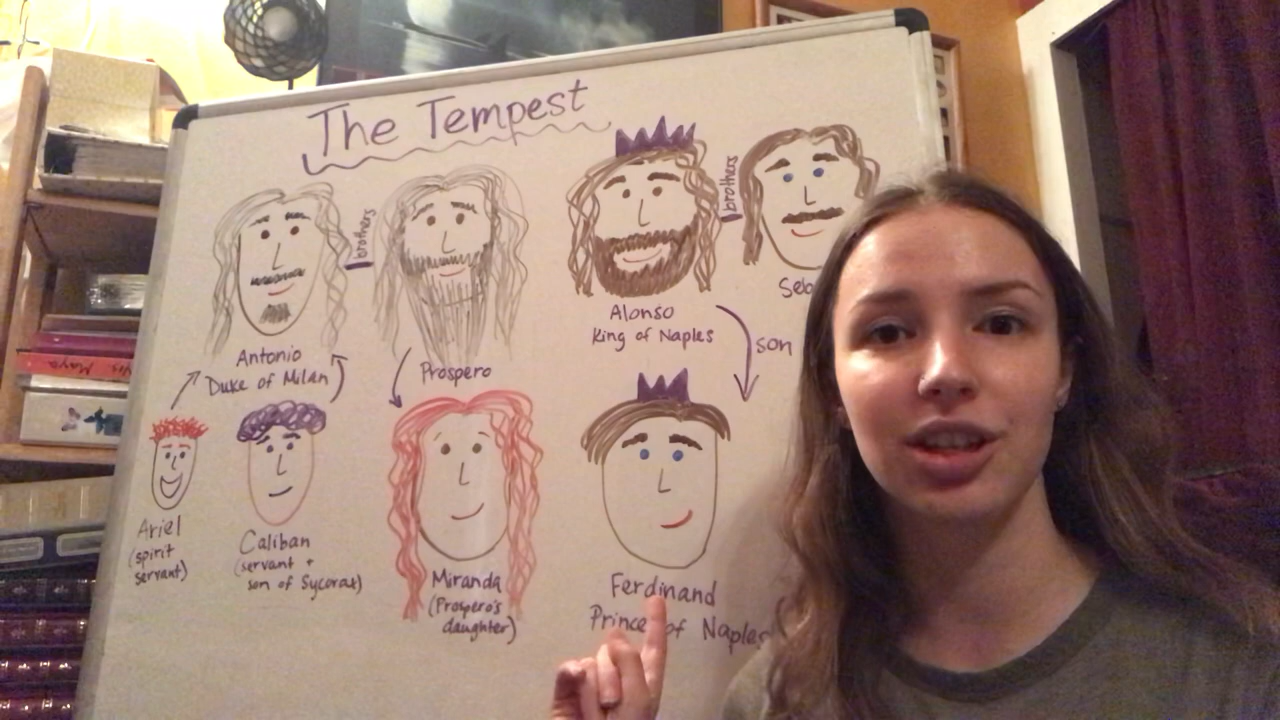 The Tempest
brothers
brothers
Antonio
Duke of Milan
Prospero
Alonso
King of Naples
son
Ariel
(spirit
servant)
Caliban
(servant +
son of Sycorax)
Miranda
(Prospero's
daughter)
Ferdinand
Prince of Naples
Maya